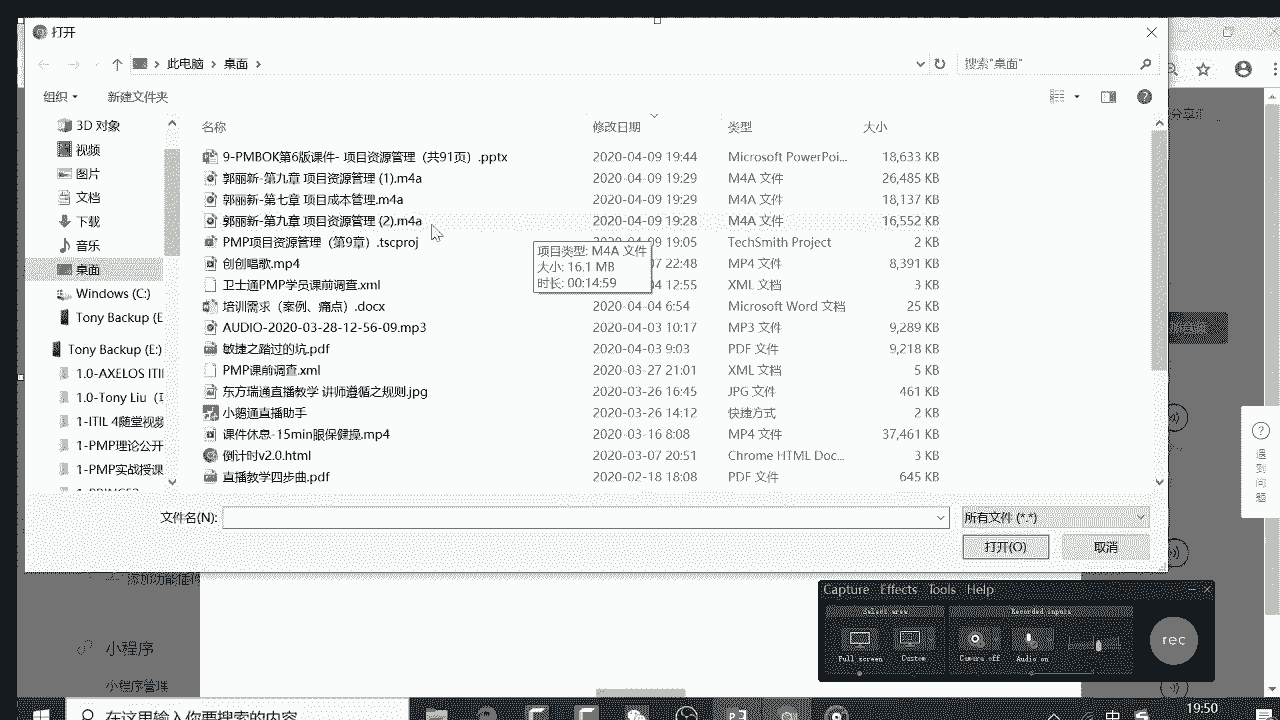 打开
此电脑 › 桌面 ›
搜索"桌面"
组织
新建文件夹
3D 对象
视频
图片
文档
下载
音乐
桌面
Windows (C:)
Tony Backup (E
Tony Backup (E:)
1.0-AXELOS ITIL
1.0-Tony Liu（I
1-ITIL 4随堂视频
1-PMP理论公开
1-PMP实战授课
名称 修改日期 类型 大小
9-PMBOK第6版课件- 项目资源管理（共91页）.pptx 2020-04-09 19:44 Microsoft PowerPoi... 18,633 KB
郭丽新-第九章 项目资源管理 (1).m4a 2020-04-09 19:29 M4A 文件 26,485 KB
郭丽新-第七章 项目成本管理.m4a 2020-04-09 19:29 M4A 文件 18,137 KB
郭丽新-第九章 项目资源管理 (2).m4a 2020-04-09 19:28 M4A 文件 16,552 KB
PMP项目资源管理（第9章）.tscproj 2020-04-09 19:05 TechSmith Project 2 KB
创创唱歌.mp4 7 22:48 MP4 文件 8,391 KB
卫士通PMP学员课前调查.xml 4 12:55 XML 文档 3 KB
培训需求（案例、痛点）.docx 2020-04-04 6:54 Microsoft Word 文档 25 KB
AUDIO-2020-03-28-12-56-09.mp3 2020-04-03 10:17 MP3 文件 9,289 KB
敏捷之路过的坑.pdf 2020-04-03 9:03 PDF 文件 9,218 KB
PMP课前调查.xml 2020-03-27 21:01 XML 文档 5 KB
东方瑞通直播教学 讲师遵循之规则.jpg 2020-03-26 16:45 JPG 文件 461 KB
小鹅通直播助手 2020-03-26 14:12 快捷方式 2 KB
课件休息-15min眼保健操.mp4 2020-03-16 8:08 MP4 文件 37,461 KB
倒计时v2.0.html 2020-03-07 20:51 Chrome HTML Doc... 3 KB
直播教学四步曲.pdf 2020-02-18 18:08 PDF 文件 645 KB
项目类型: M4A 文件
大小: 16.1 MB
时长: 00:14:59
文件名(N):
所有文件 (*.*)
打开(O)
取消
分享
遇到问题
添加功能插件
小程序
小程序管理
Capture Effects Tools Help
Select area Recorded inputs
Full screen Custom Camera off Audio on
rec
在这里输入你要搜索的内容
中
19:50